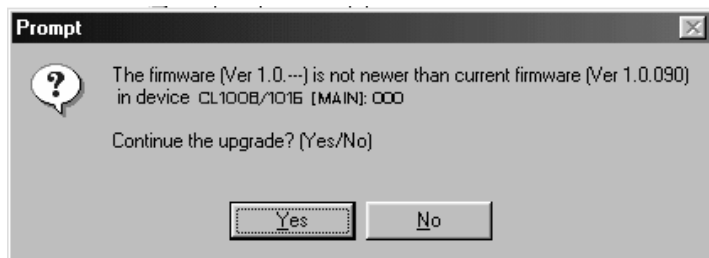 Prompt
The firmware (Ver 1.0.---) is not newer than current firmware (Ver 1.0.090)
in device CL1008/1016 [MAIN]: 000
Continue the upgrade? (Yes/No)
Yes No